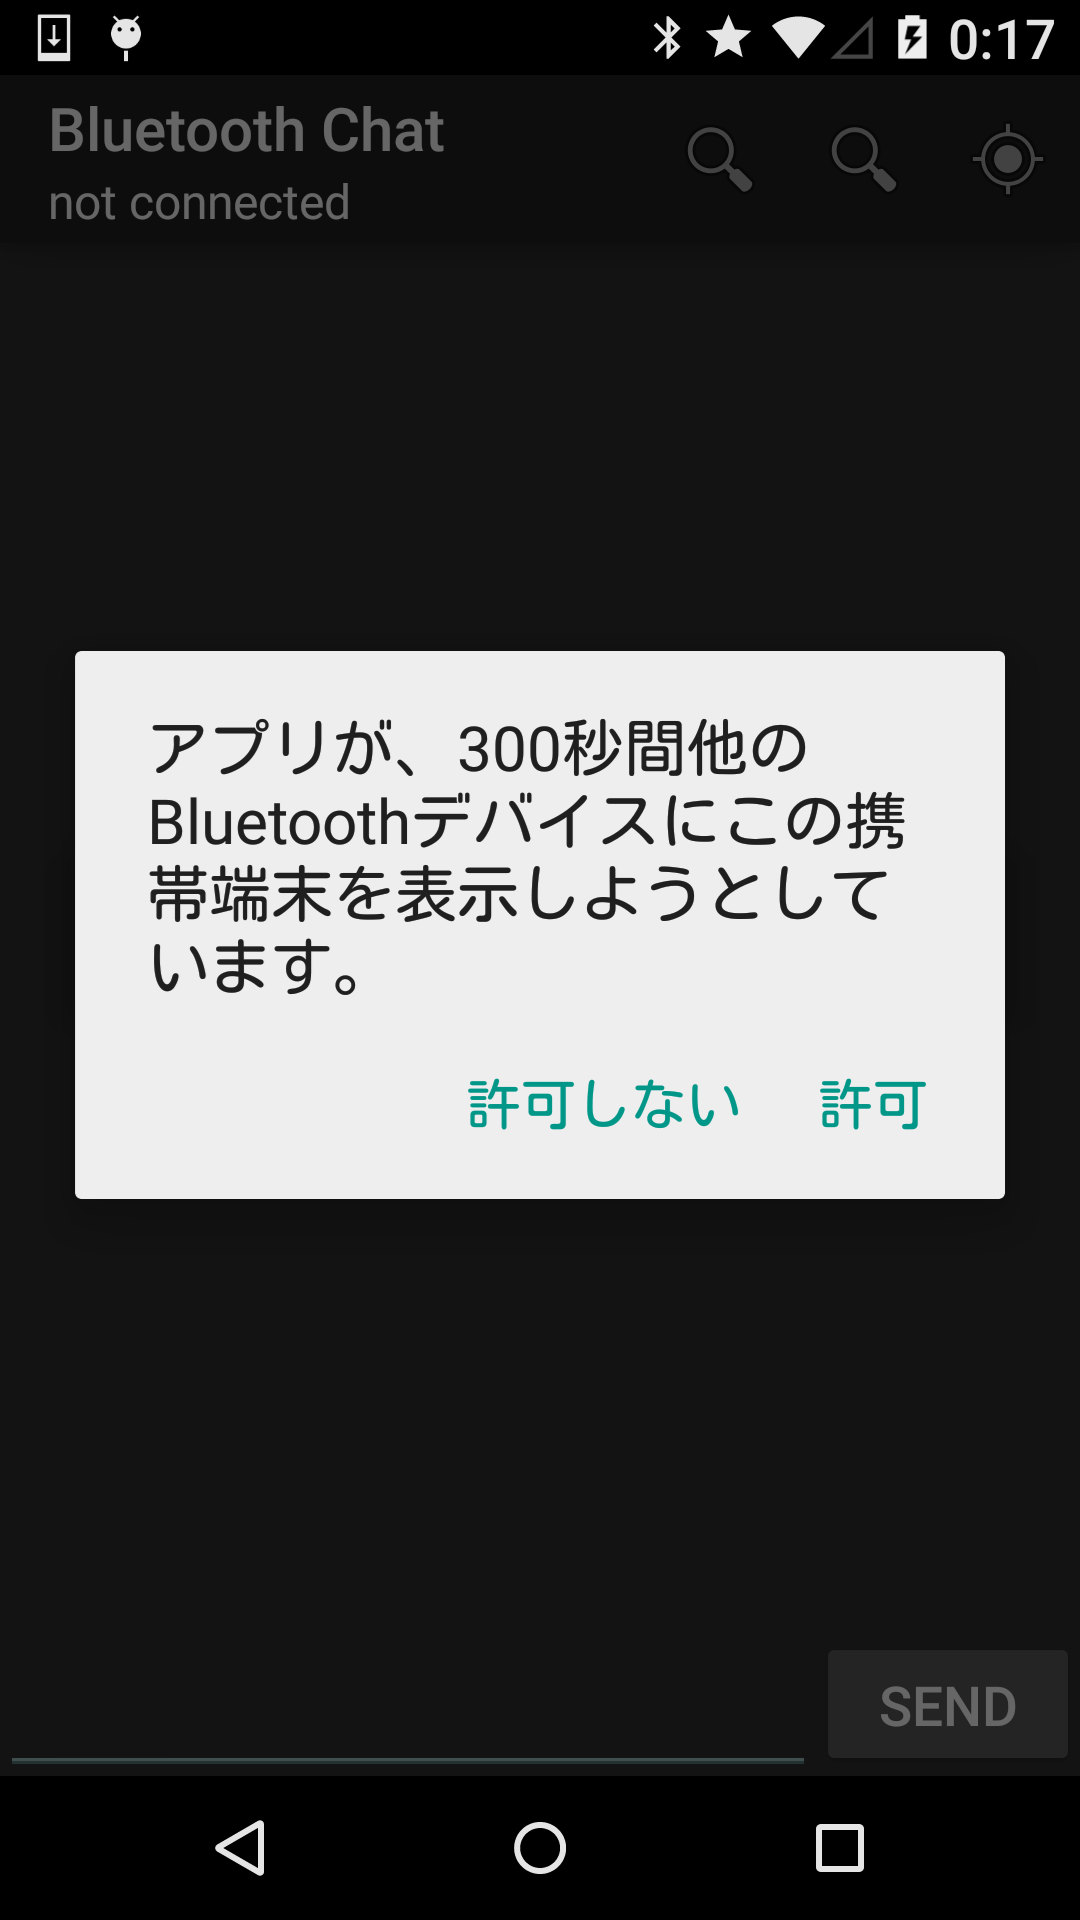 0:17
Bluetooth Chat
not connected
アプリが、300秒間他の
Bluetoothデバイスにこの携
帯端末を表示しようとして
います。
許可しない 許可
SEND